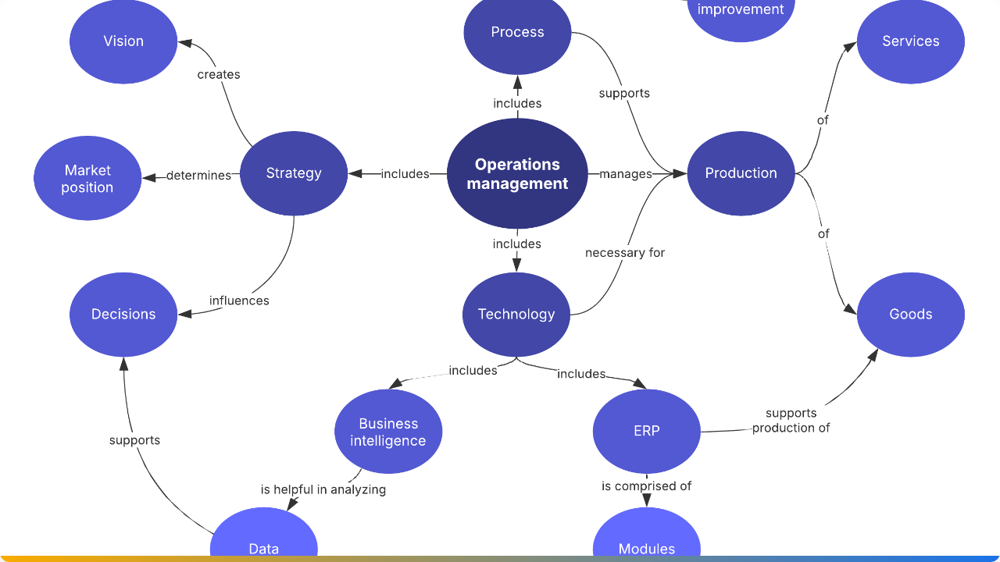 improvement
Process
Vision
Services
creates
supports
includes
of
Operations
management
Market
position
determines
Strategy
includes
manages
Production
includes
of
necessary for
influences
Decisions
Technology
Goods
includes
includes
supports
production of
Business
intelligence
ERP
supports
is helpful in analyzing
is comprised of
Data
Modules